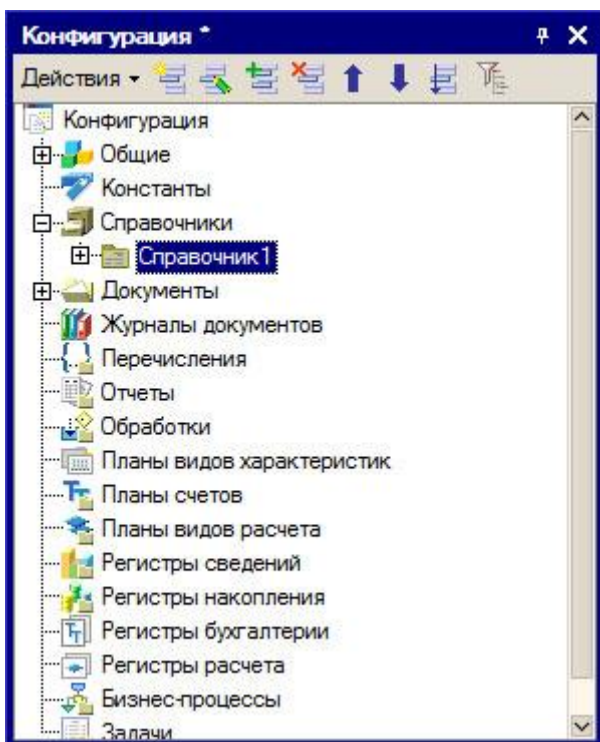 Конфигурация *
Действия
Конфигурация
Общие
Константы
Справочники
Справочник1
Документы
Журналы документов
Перечисления
Отчеты
Обработки
Планы видов характеристик
Планы счетов
Планы видов расчета
Регистры сведений
Регистры накопления
Регистры бухгалтерии
Регистры расчета
Бизнес-процессы
Задачи